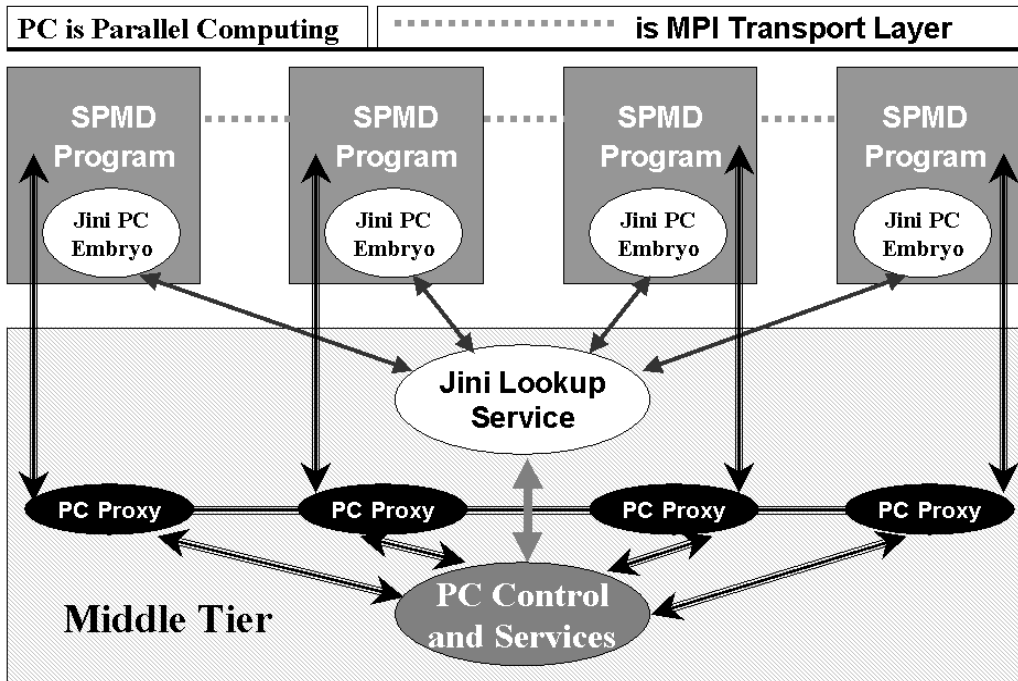 PC is Parallel Computing
is MPI Transport Layer
SPMD
Program
SPMD
Program
SPMD
Program
SPMD
Program
Jini PC
Embryo
Jini PC
Embryo
Jini PC
Embryo
Jini PC
Embryo
Jini Lookup
Service
PC Proxy
PC Proxy
PC Proxy
PC Proxy
PC Control
and Services
Middle Tier